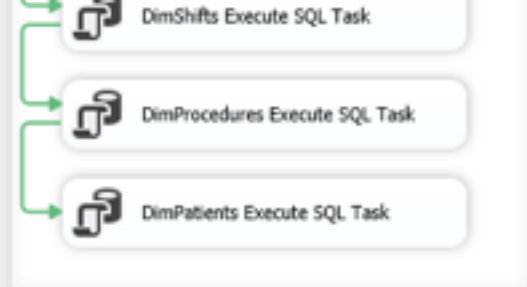 DimShifts Execute SQL Task
DimProcedures Execute SQL Task
DimPatients Execute SQL Task